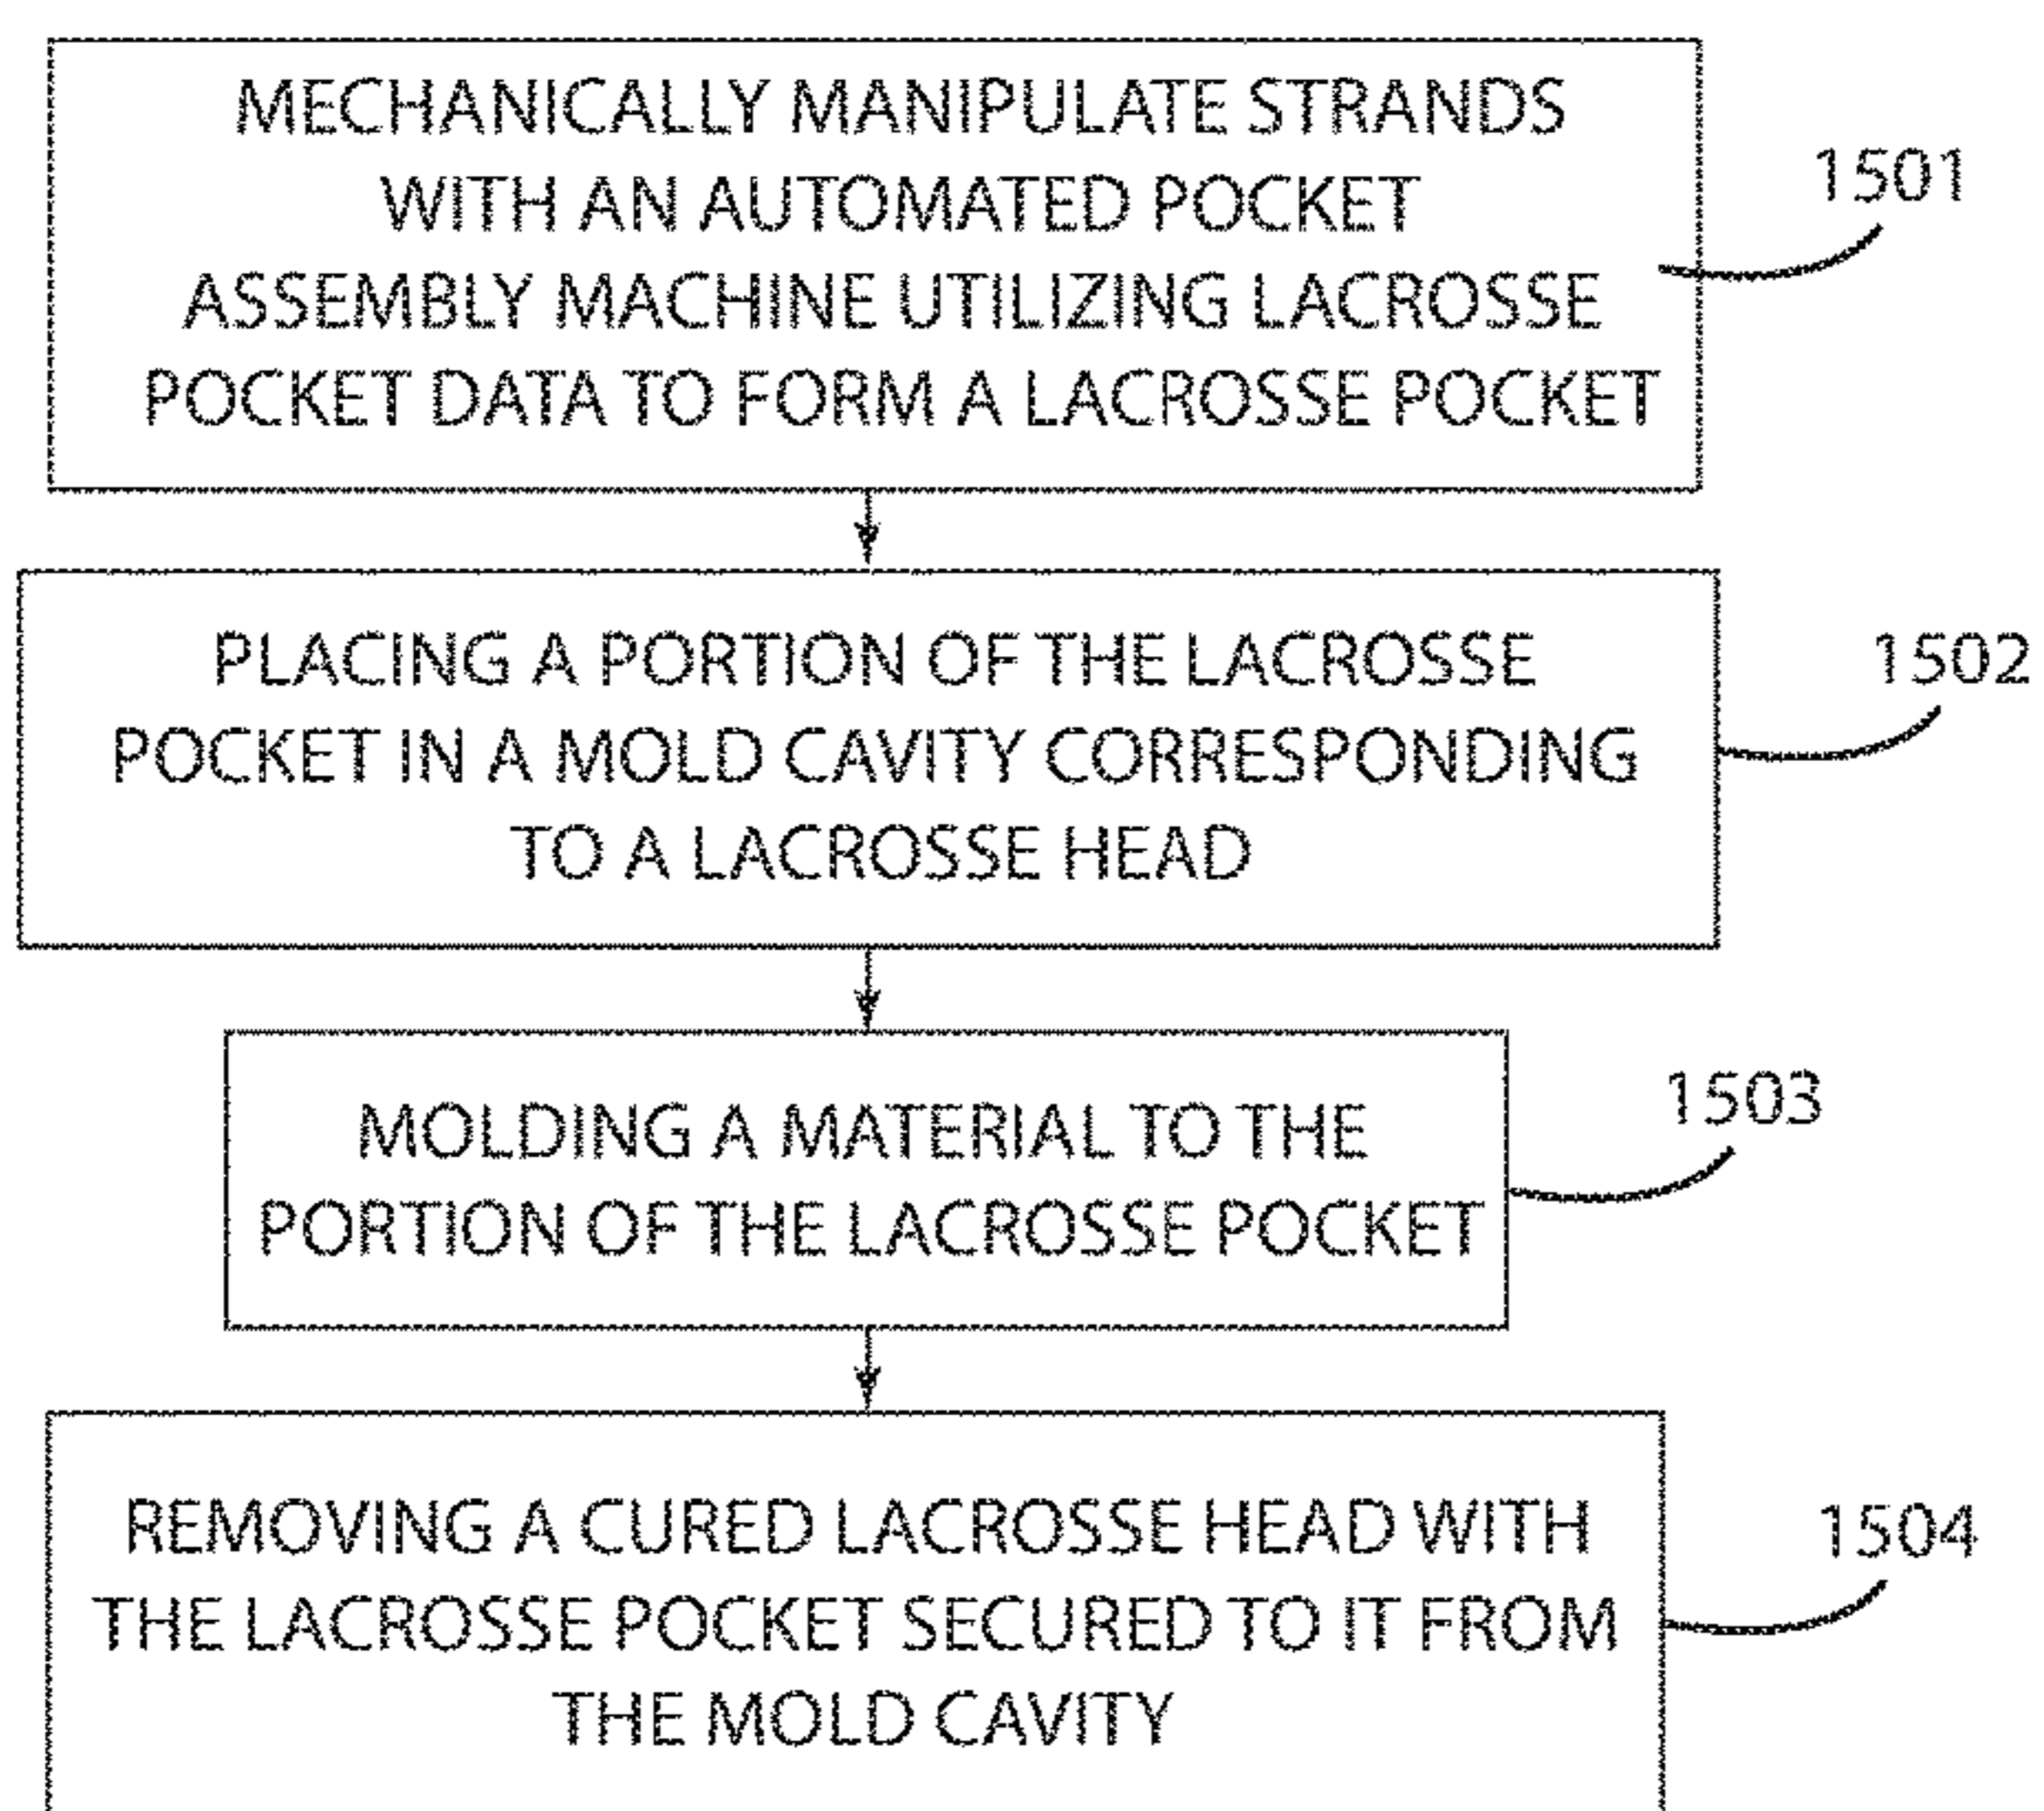 MECHANICALLY MANIPULATE STRANDS
WITH AN AUTOMATED POCKET
ASSEMBLY MACHINE UTILIZING LACROSSE
POCKET DATA TO FORM A LACROSSE POCKET
1501
PLACING A PORTION OF THE LACROSSE
POCKET IN A MOLD CAVITY CORRESPONDING
TO A LACROSSE HEAD
1502
MOLDING A MATERIAL TO THE
PORTION OF THE LACROSSE POCKET
1503
REMOVING A CURED LACROSSE HEAD WITH
THE LACROSSE POCKET SECURED TO IT FROM
THE MOLD CAVITY
1504